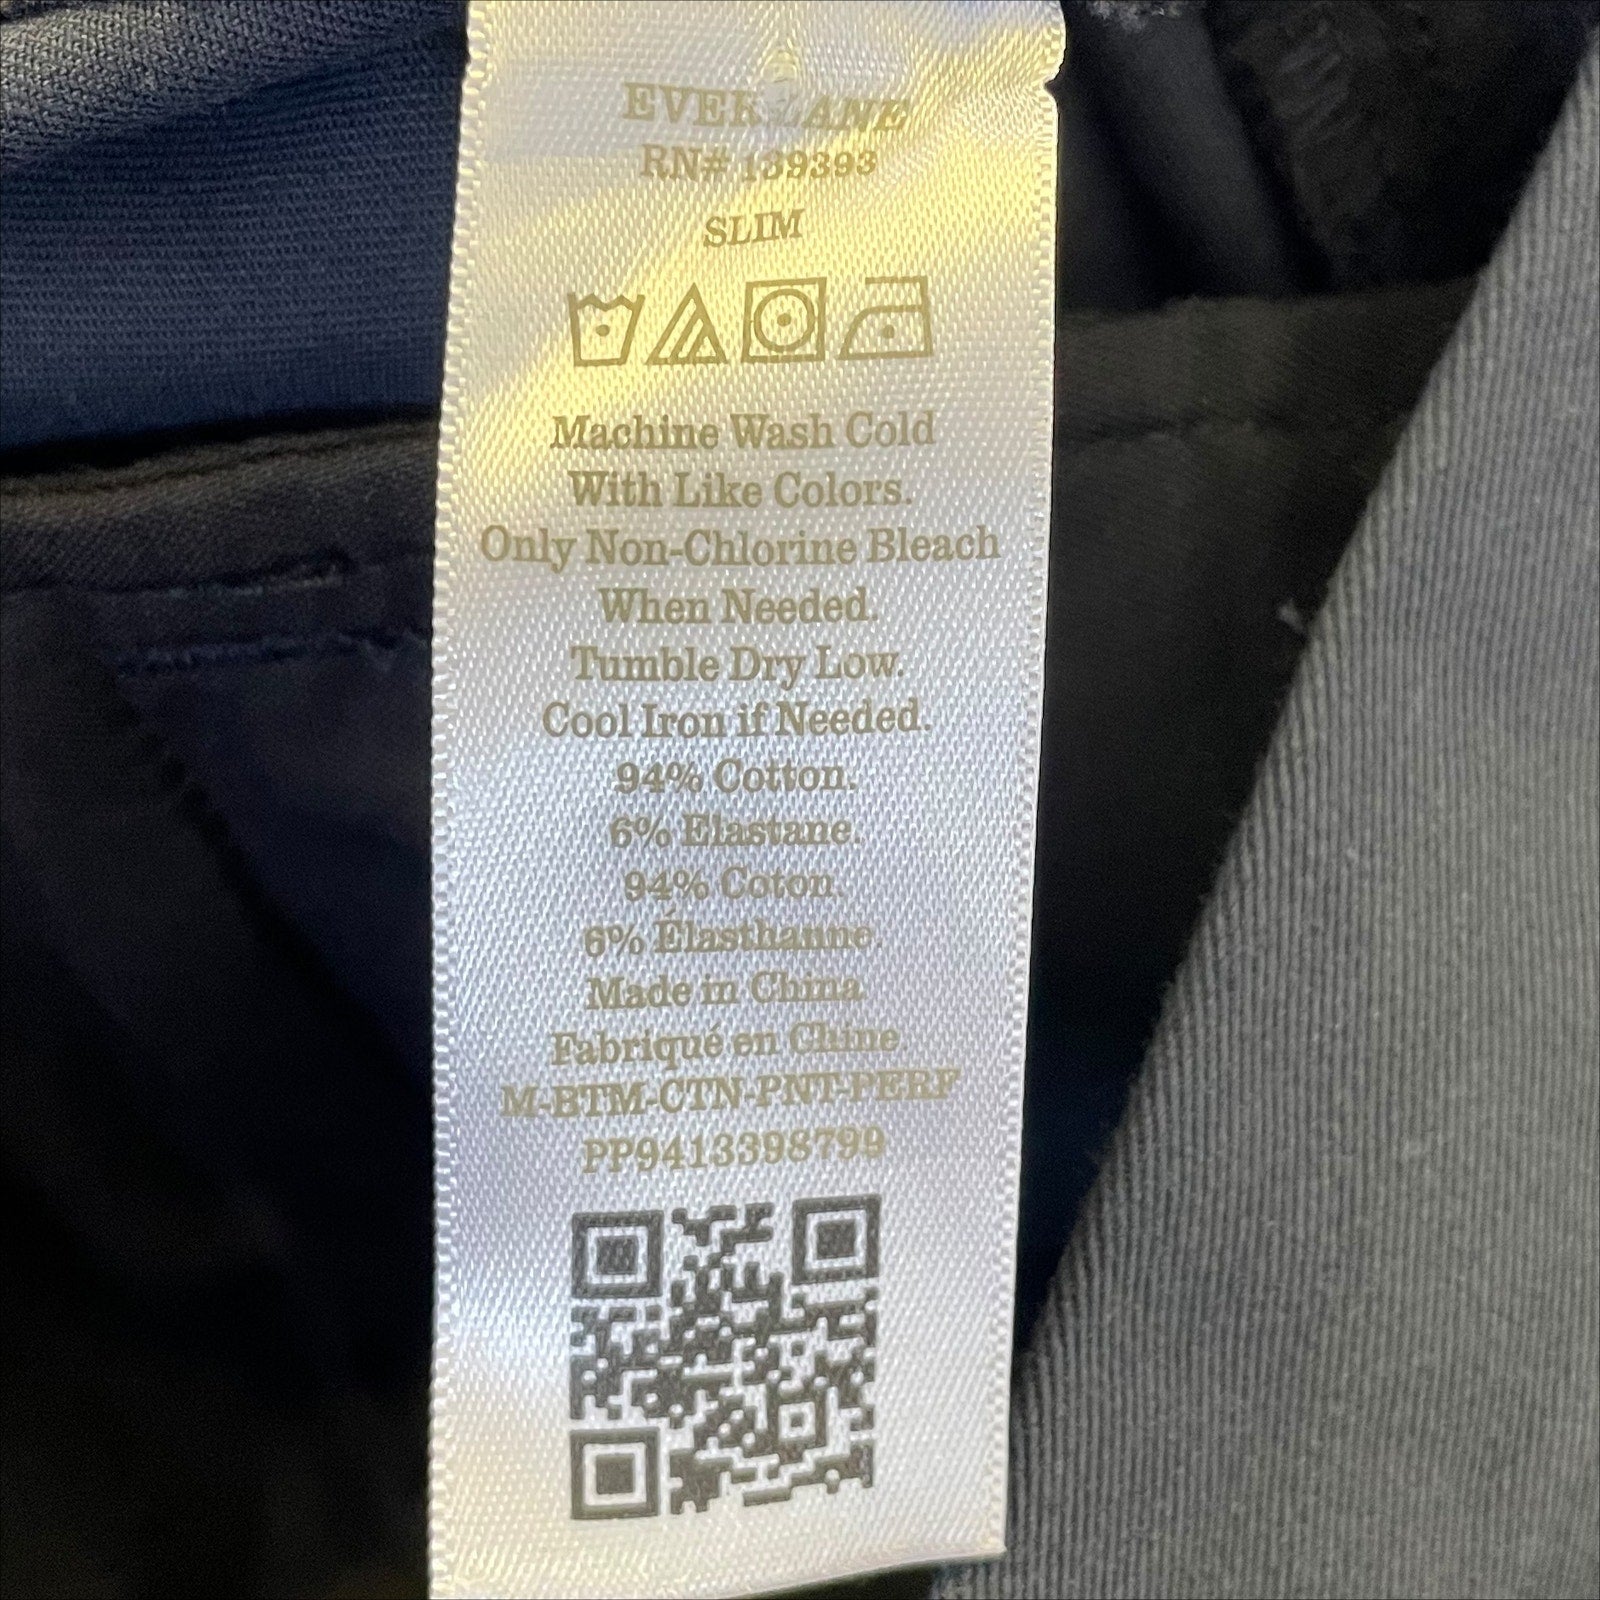 EVERLANE
RN# 139393
SLIM
Machine Wash Cold
With Like Colors.
Only Non-Chlorine Bleach
When Needed.
Tumble Dry Low.
Cool Iron if Needed.
94% Cotton.
6% Elastane.
94% Coton.
6% Élasthanne.
Made in China
Fabriqué en Chine
M-BTM-CTN-PNT-PERF
PP9413398799